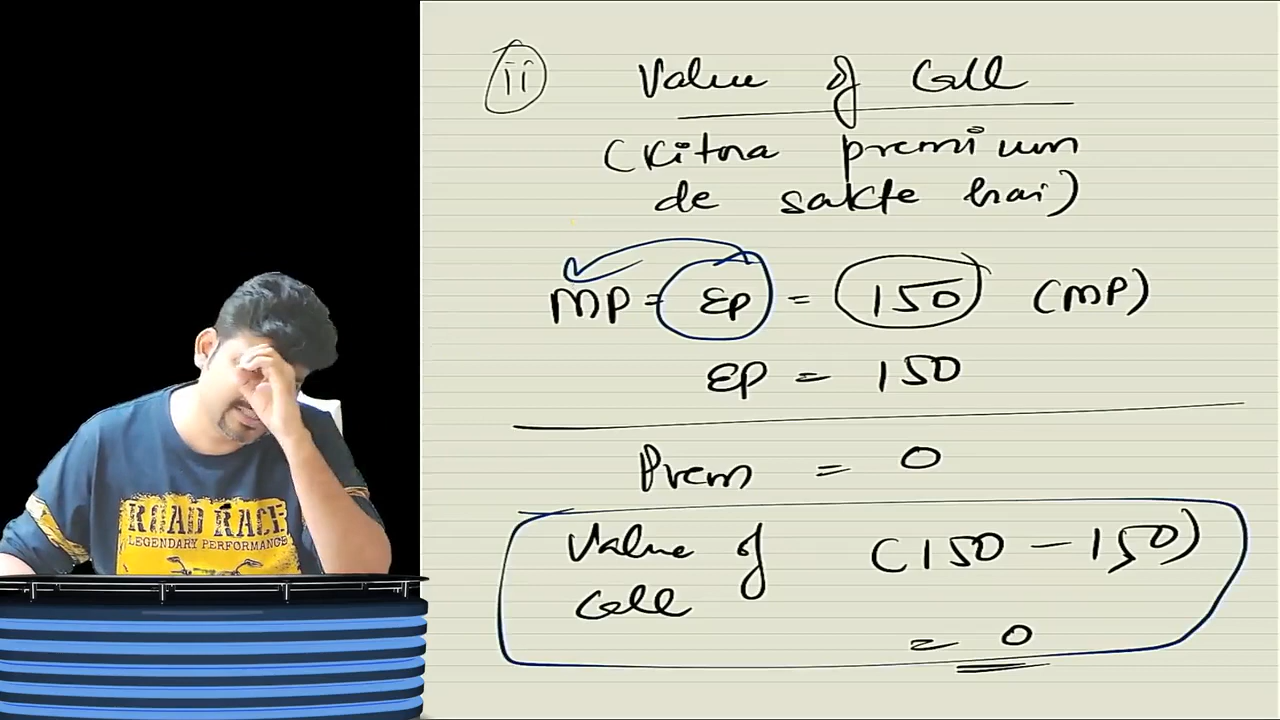 ii Value of Call
(Kitna premium
de sakte hai)
MP = EP = 150 (MP)
EP = 150
Prem = 0
Value of (150 - 150)
Call
= 0
ROAD RACE
LEGENDARY PERFORMANCE